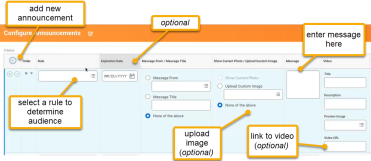 add new
announcement
optional
Configure Announcements
enter message
here
Order
Rule
Expiration Date
Message From / Message Title
Show Current Photo / Upload Custom Image
Message
Video
MM/DD/YYYY
Message From
Message Title
None of the above
Show Current Photo
Upload Custom Image
None of the above
Title
Description
Preview Image
Video URL
select a rule to
determine
audience
upload
image
(optional)
link to video
(optional)